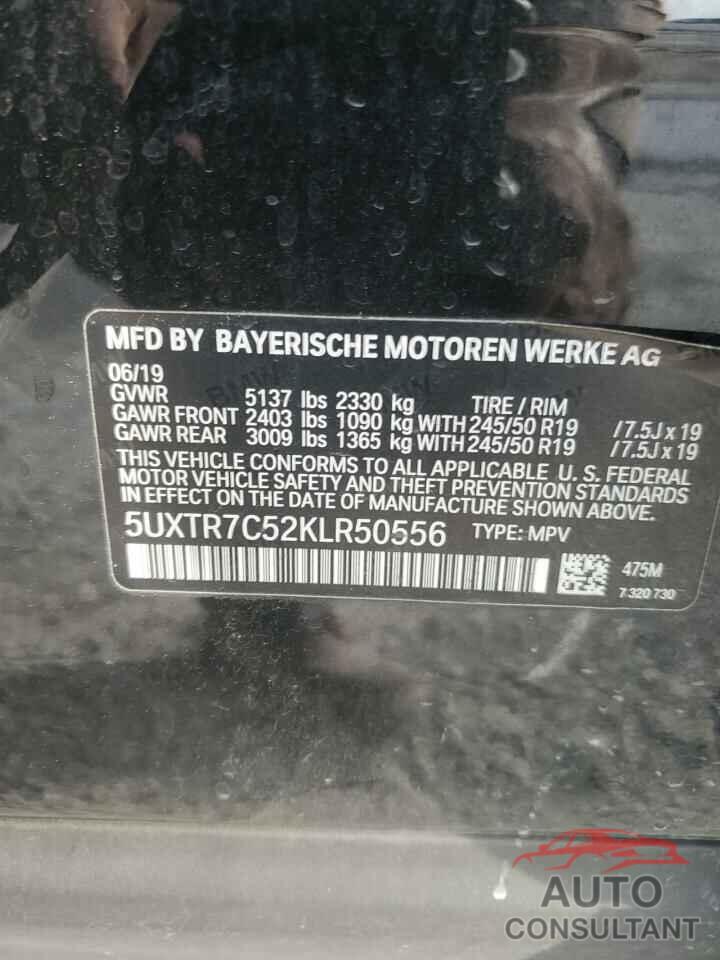 MFD BY BAYERISCHE MOTOREN WERKE AG
06/19
GVWR 5137 lbs 2330 kg TIRE / RIM
GAWR FRONT 2403 lbs 1090 kg WITH 245/50 R19 /7.5J x 19
GAWR REAR 3009 lbs 1365 kg WITH 245/50 R19 /7.5J x 19
THIS VEHICLE CONFORMS TO ALL APPLICABLE U. S. FEDERAL
MOTOR VEHICLE SAFETY AND THEFT PREVENTION STANDARDS
IN EFFECT ON THE DATE OF MANUFACTURE SHOWN ABOVE.
5UXTR7C52KLR50556 TYPE: MPV
475M
7 320 730
AUTO
CONSULTANT